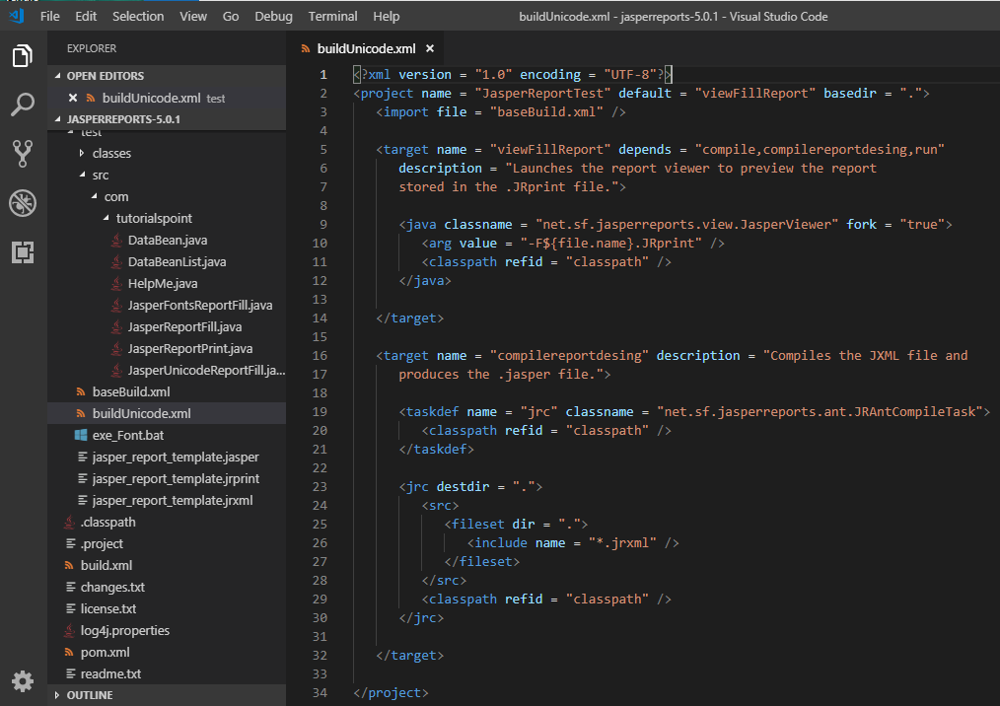 File Edit Selection View Go Debug Terminal Help
buildUnicode.xml - jasperreports-5.0.1 - Visual Studio Code
EXPLORER
OPEN EDITORS
buildUnicode.xml test
JASPERREPORTS-5.0.1
test
classes
src
com
tutorialspoint
DataBean.java
DataBeanList.java
HelpMe.java
JasperFontsReportFill.java
JasperReportFill.java
JasperReportPrint.java
JasperUnicodeReportFill.ja...
baseBuild.xml
buildUnicode.xml
exe_Font.bat
jasper_report_template.jasper
jasper_report_template.jrprint
jasper_report_template.jrxml
.classpath
.project
build.xml
changes.txt
license.txt
log4j.properties
pom.xml
readme.txt
OUTLINE
buildUnicode.xml
1 <?xml version = "1.0" encoding = "UTF-8"?>
2 <project name = "JasperReportTest" default = "viewFillReport" basedir = ".">
3 <import file = "baseBuild.xml" />
4
5 <target name = "viewFillReport" depends = "compile,compilereportdesing,run"
6 description = "Launches the report viewer to preview the report
7 stored in the .JRprint file.">
8
9 <java classname = "net.sf.jasperreports.view.JasperViewer" fork = "true">
10 <arg value = "-F${file.name}.JRprint" />
11 <classpath refid = "classpath" />
12 </java>
13
14 </target>
15
16 <target name = "compilereportdesing" description = "Compiles the JXML file and
17 produces the .jasper file.">
18
19 <taskdef name = "jrc" classname = "net.sf.jasperreports.ant.JRAntCompileTask">
20 <classpath refid = "classpath" />
21 </taskdef>
22
23 <jrc destdir = ".">
24 <src>
25 <fileset dir = ".">
26 <include name = "*.jrxml" />
27 </fileset>
28 </src>
29 <classpath refid = "classpath" />
30 </jrc>
31
32 </target>
33
34 </project>